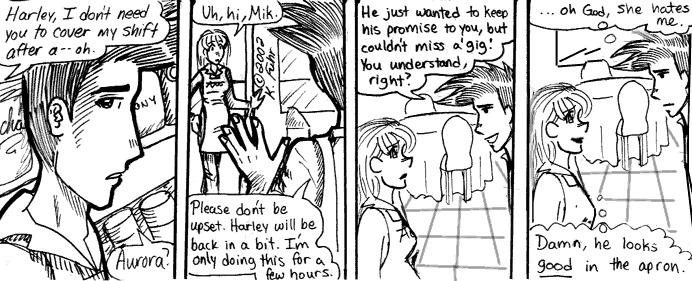 Harley, I don't need
you to cover my shift
after a -- oh.
ONY
Aurora?
Uh, hi, Mik.
© 2002
K. Fuhr
Please don't be
upset. Harley will be
back in a bit. I'm
only doing this for a
few hours.
He just wanted to keep
his promise to you, but
couldn't miss a gig!
You understand,
right?
... oh God, she hates
me.
Damn, he looks
good in the apron.